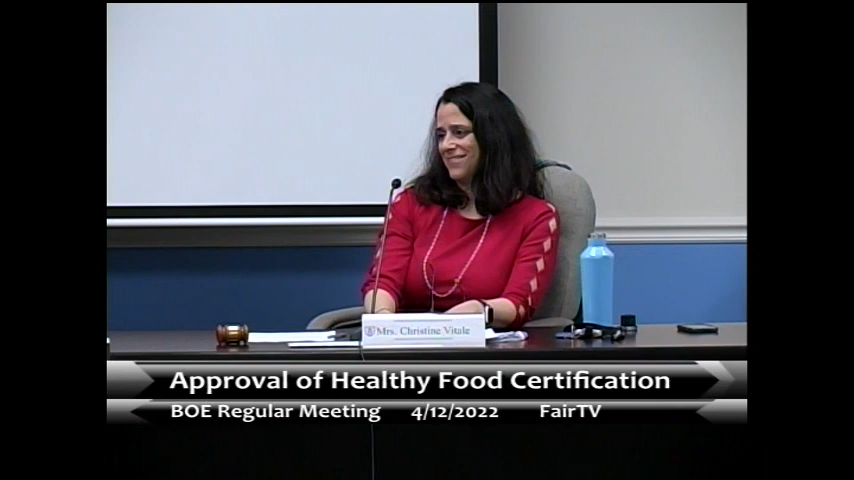 Mrs. Christine Vitale
Approval of Healthy Food Certification
BOE Regular Meeting 4/12/2022 FairTV